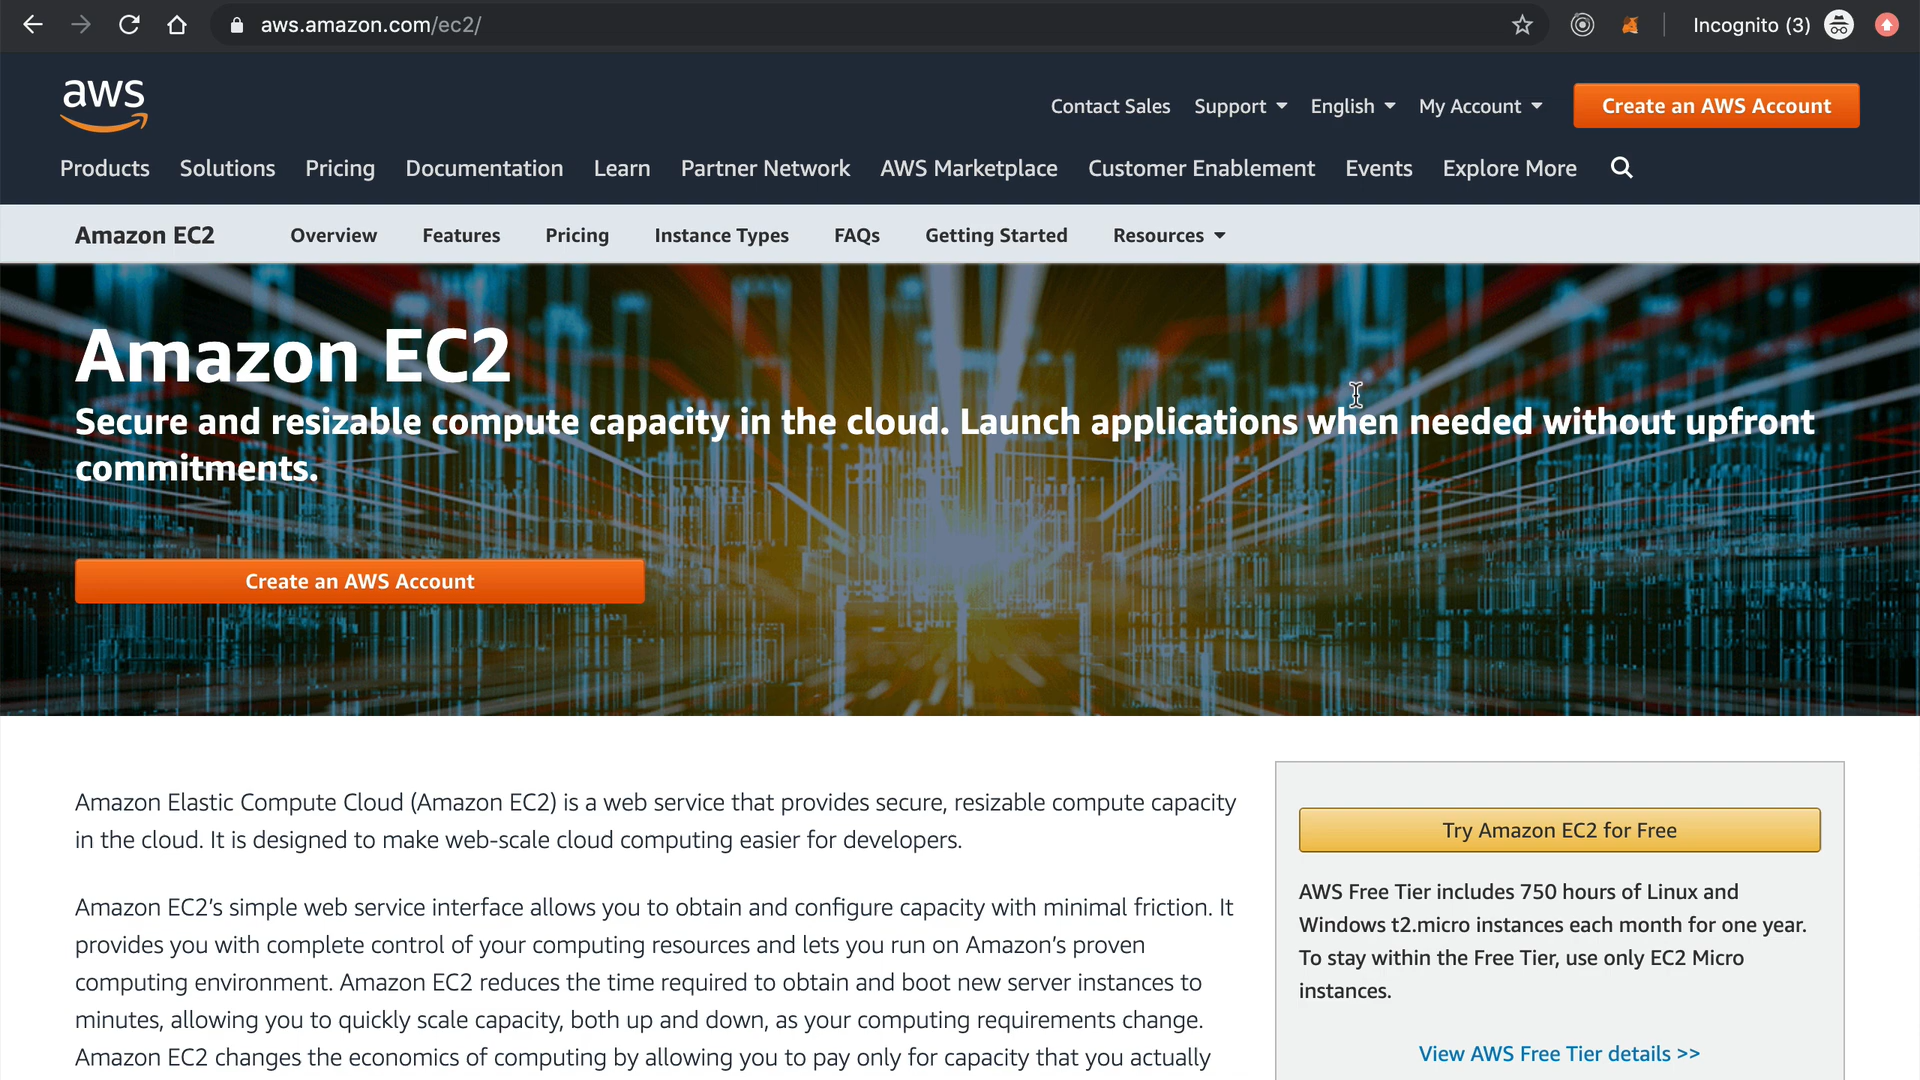 aws.amazon.com/ec2/
Incognito (3)
aws
Contact Sales Support English My Account Create an AWS Account
Products Solutions Pricing Documentation Learn Partner Network AWS Marketplace Customer Enablement Events Explore More
Amazon EC2 Overview Features Pricing Instance Types FAQs Getting Started Resources
Amazon EC2
Secure and resizable compute capacity in the cloud. Launch applications when needed without upfront
commitments.
Create an AWS Account
Amazon Elastic Compute Cloud (Amazon EC2) is a web service that provides secure, resizable compute capacity
in the cloud. It is designed to make web-scale cloud computing easier for developers.
Amazon EC2’s simple web service interface allows you to obtain and configure capacity with minimal friction. It
provides you with complete control of your computing resources and lets you run on Amazon’s proven
computing environment. Amazon EC2 reduces the time required to obtain and boot new server instances to
minutes, allowing you to quickly scale capacity, both up and down, as your computing requirements change.
Amazon EC2 changes the economics of computing by allowing you to pay only for capacity that you actually
Try Amazon EC2 for Free
AWS Free Tier includes 750 hours of Linux and
Windows t2.micro instances each month for one year.
To stay within the Free Tier, use only EC2 Micro
instances.
View AWS Free Tier details >>